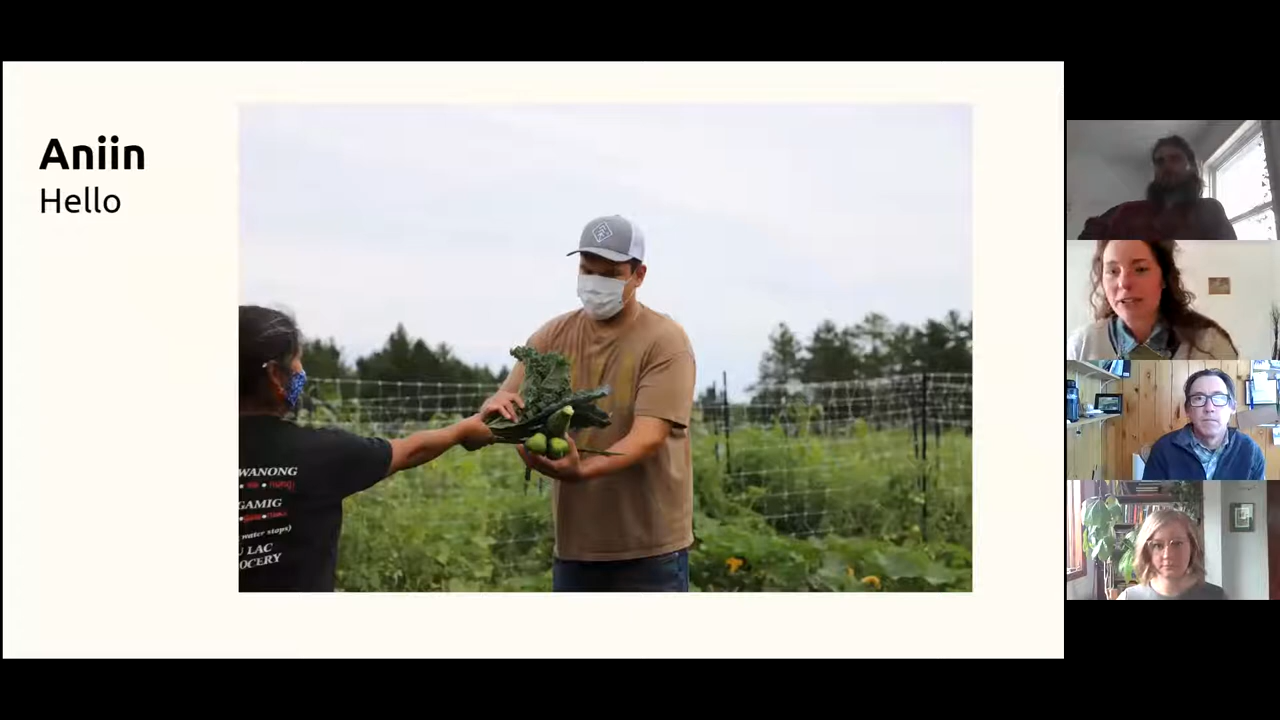 Aniin
Hello
WANONG
GAMIG
water stops)
U LAC
OCERY